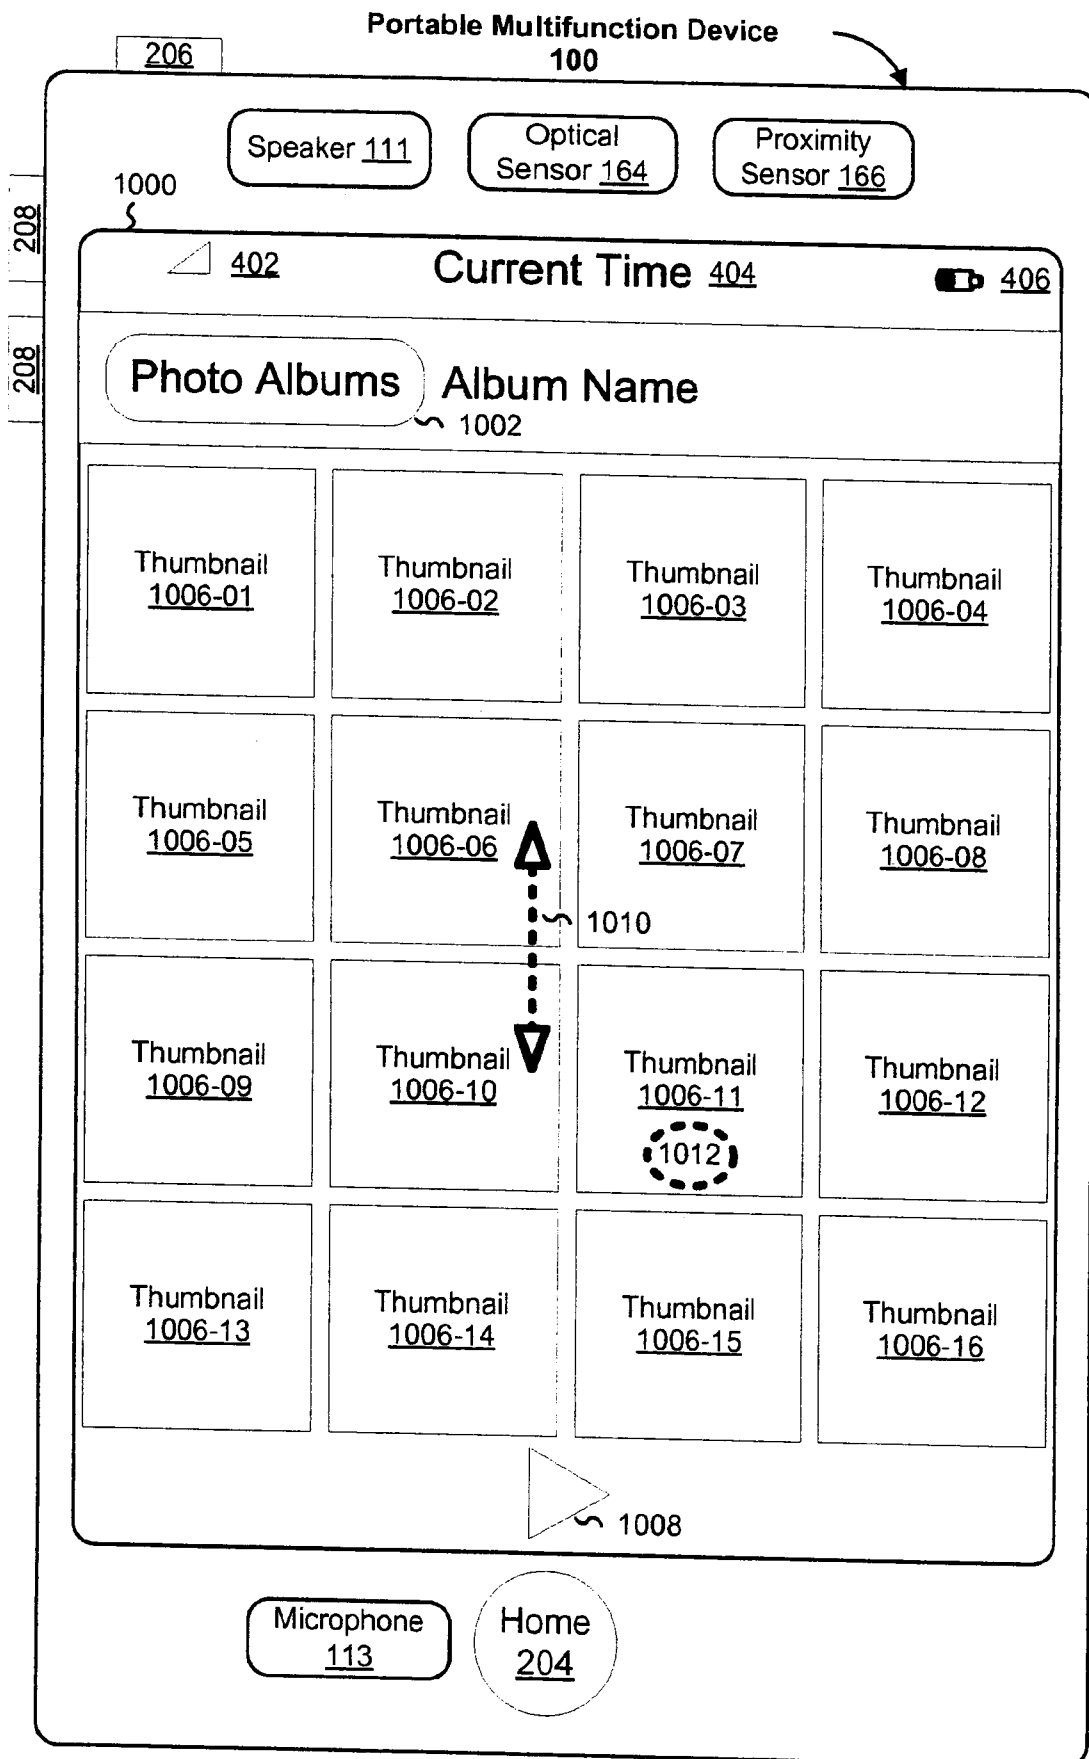 Portable Multifunction Device
100
206
Speaker 111
Optical
Sensor 164
Proximity
Sensor 166
1000
208
208
402
Current Time 404
406
Photo Albums
Album Name
1002
Thumbnail
1006-01
Thumbnail
1006-02
Thumbnail
1006-03
Thumbnail
1006-04
Thumbnail
1006-05
Thumbnail
1006-06
Thumbnail
1006-07
Thumbnail
1006-08
1010
Thumbnail
1006-09
Thumbnail
1006-10
Thumbnail
1006-11
1012
Thumbnail
1006-12
Thumbnail
1006-13
Thumbnail
1006-14
Thumbnail
1006-15
Thumbnail
1006-16
1008
Microphone
113
Home
204